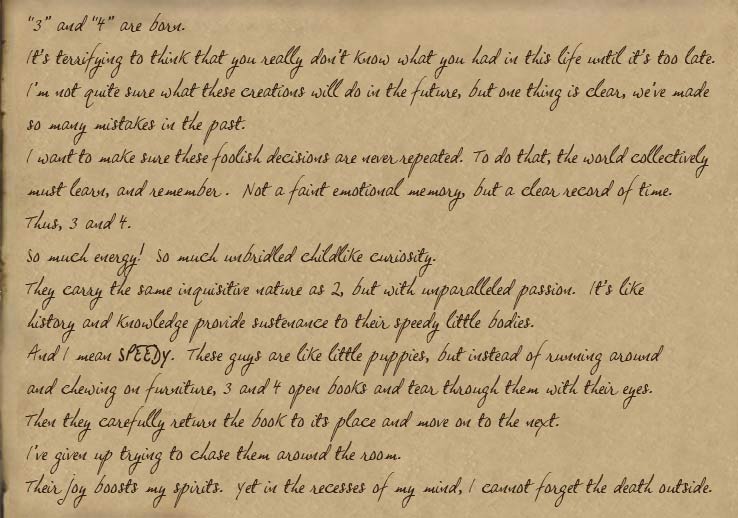 "3" and "4" are born.
It's terrifying to think that you really don't know what you had in this life until it's too late.
I'm not quite sure what these creations will do in the future, but one thing is clear, we've made
so many mistakes in the past.
I want to make sure these foolish decisions are never repeated. To do that, the world collectively
must learn, and remember. Not a faint emotional memory, but a clear record of time.
Thus, 3 and 4.
So much energy! So much unbridled childlike curiosity.
They carry the same inquisitive nature as 2, but with unparalleled passion. It's like
history and knowledge provide sustenance to their speedy little bodies.
And I mean SPEEDY. These guys are like little puppies, but instead of running around
and chewing on furniture, 3 and 4 open books and tear through them with their eyes.
Then they carefully return the book to its place and move on to the next.
I've given up trying to chase them around the room.
Their joy boosts my spirits. Yet in the recesses of my mind, I cannot forget the death outside.